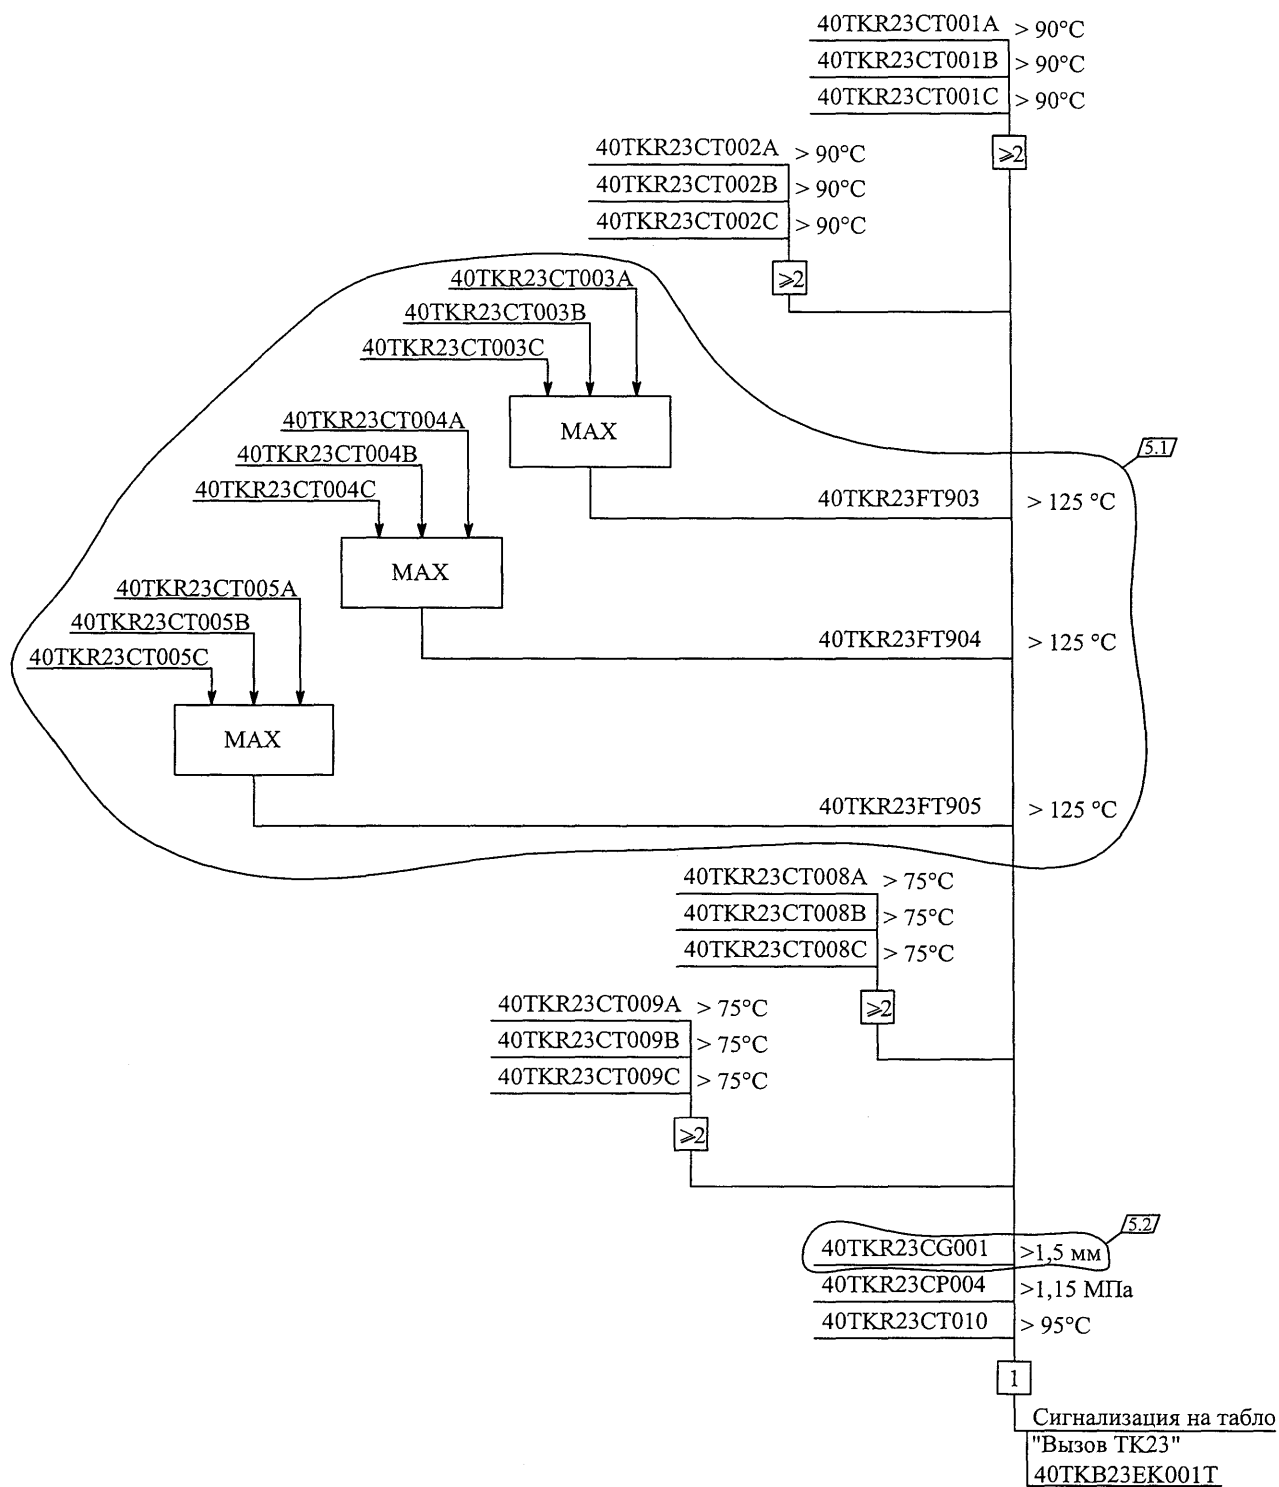 40TKR23CT001A > 90°C
40TKR23CT001B > 90°C
40TKR23CT001C > 90°C
⩾2
40TKR23CT002A > 90°C
40TKR23CT002B > 90°C
40TKR23CT002C > 90°C
⩾2
40TKR23CT003A
40TKR23CT003B
40TKR23CT003C
MAX
40TKR23CT004A
40TKR23CT004B
40TKR23CT004C
5.1
40TKR23FT903 > 125 °C
MAX
40TKR23CT005A
40TKR23CT005B
40TKR23CT005C
40TKR23FT904 > 125 °C
MAX
40TKR23FT905 > 125 °C
40TKR23CT008A > 75°C
40TKR23CT008B > 75°C
40TKR23CT008C > 75°C
⩾2
40TKR23CT009A > 75°C
40TKR23CT009B > 75°C
40TKR23CT009C > 75°C
⩾2
5.2
40TKR23CG001 >1,5 мм
40TKR23CP004 >1,15 МПа
40TKR23CT010 > 95°C
1
Сигнализация на табло
"Вызов ТК23"
40TKB23EK001T